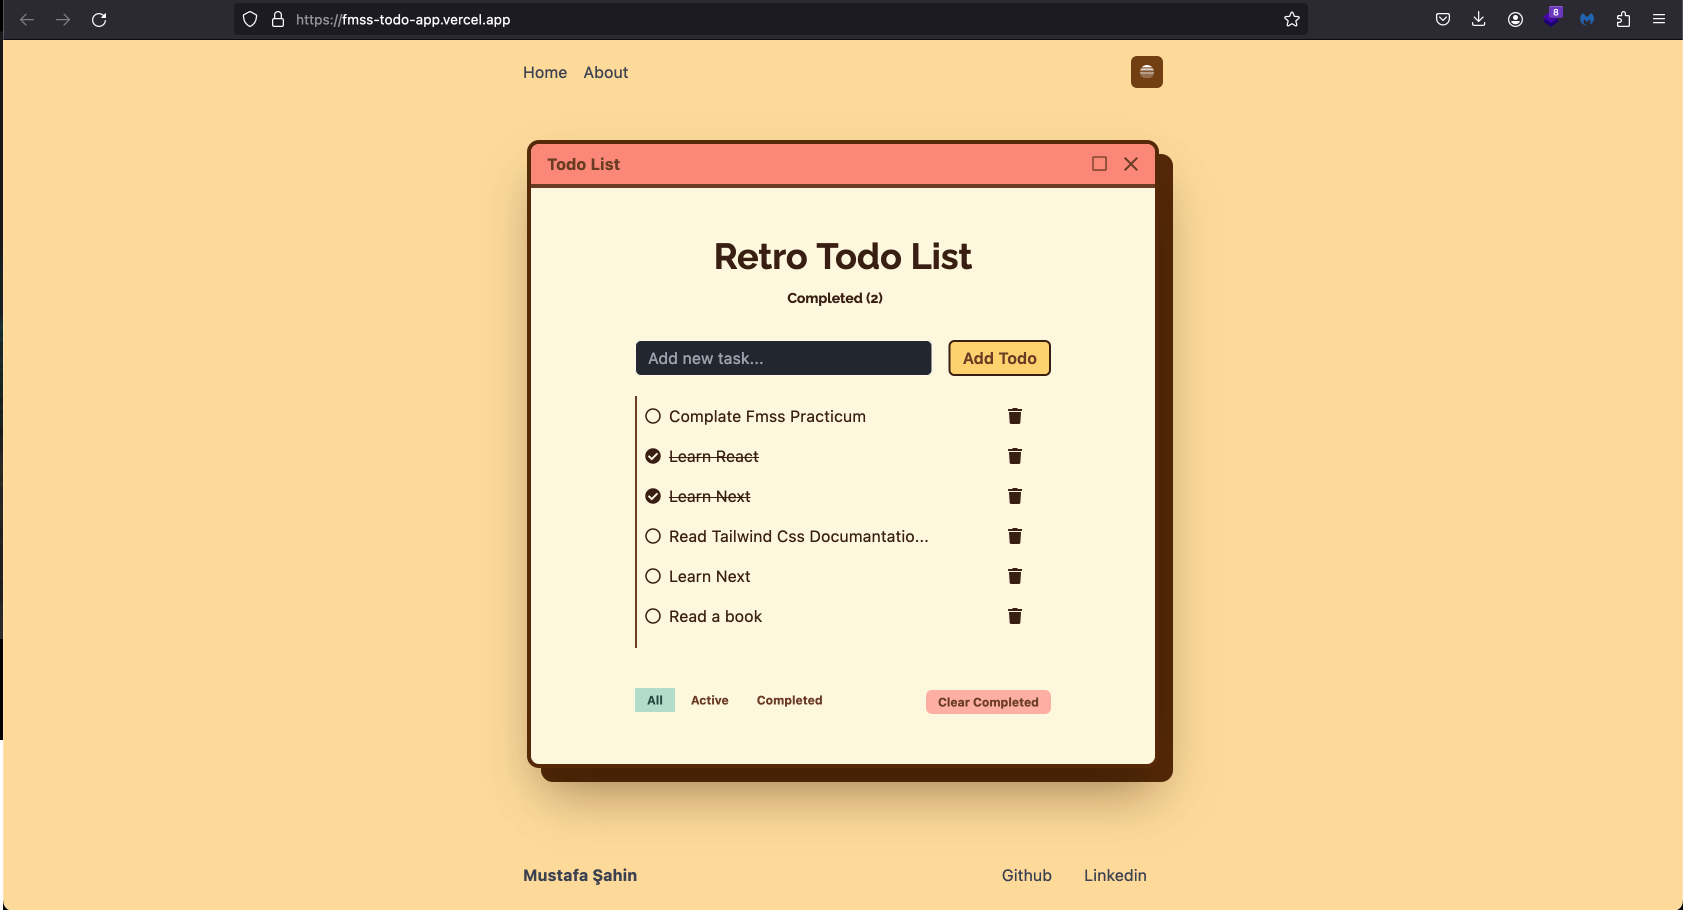 https://fmss-todo-app.vercel.app
8
Home About
Todo List
Retro Todo List
Completed (2)
Add new task... Add Todo
Complate Fmss Practicum
Learn React
Learn Next
Read Tailwind Css Documantatio...
Learn Next
Read a book
All Active Completed Clear Completed
Mustafa Şahin Github Linkedin